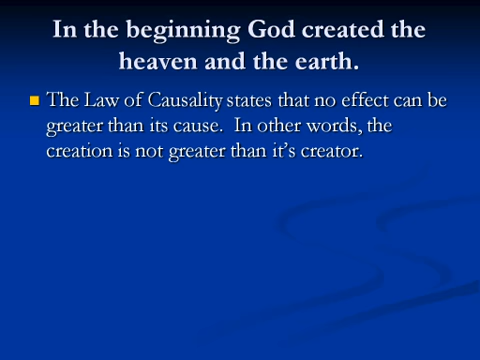 In the beginning God created the
heaven and the earth.
The Law of Causality states that no effect can be
greater than its cause.  In other words, the
creation is not greater than it’s creator.